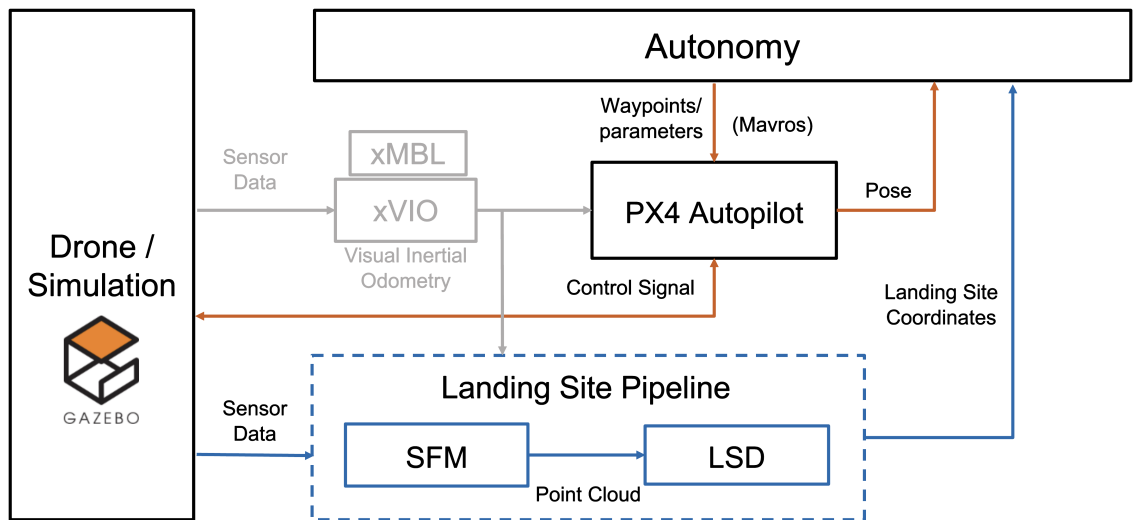 Autonomy
Waypoints/
parameters
(Mavros)
Sensor
Data
xMBL
xVIO
Visual Inertial
Odometry
PX4 Autopilot
Pose
Drone /
Simulation
GAZEBO
Control Signal
Landing Site
Coordinates
Landing Site Pipeline
Sensor
Data
SFM
LSD
Point Cloud